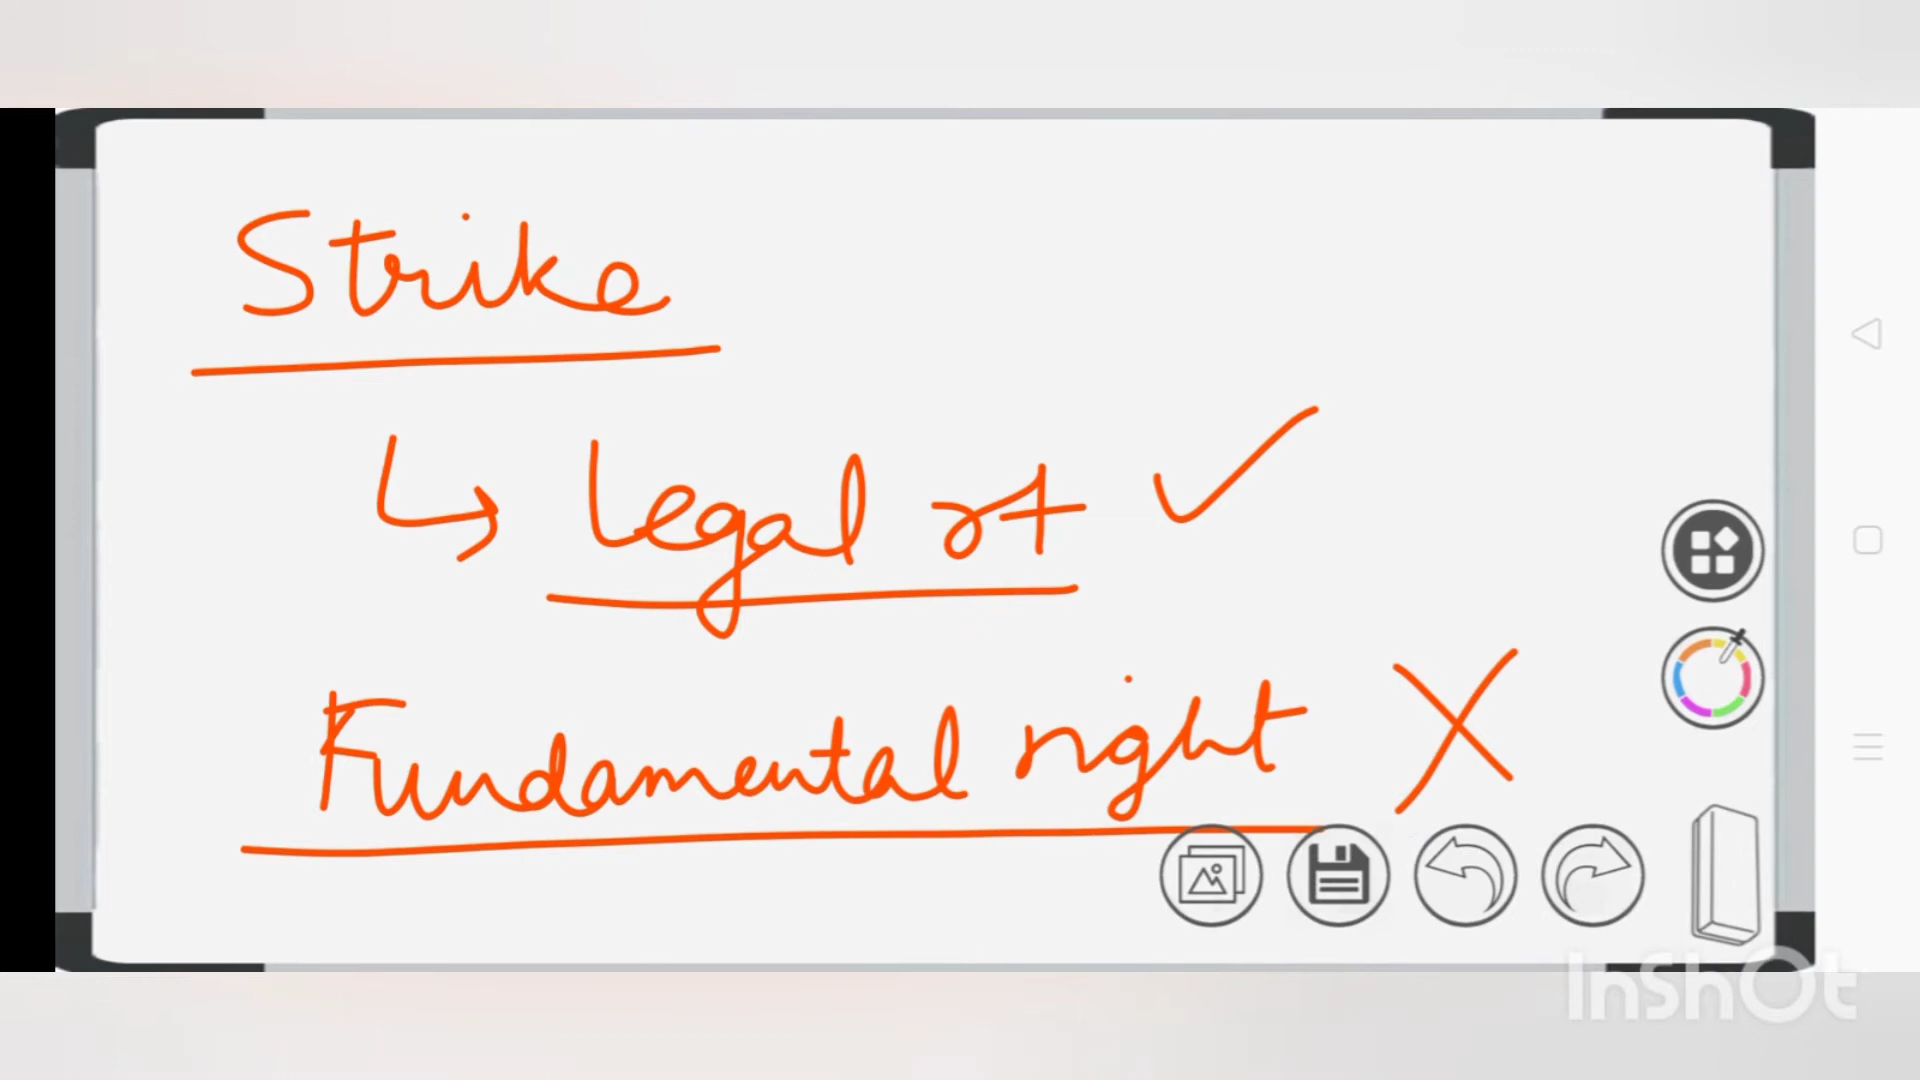 Strike
↳ legal rt ✓
Fundamental right X
InShOt